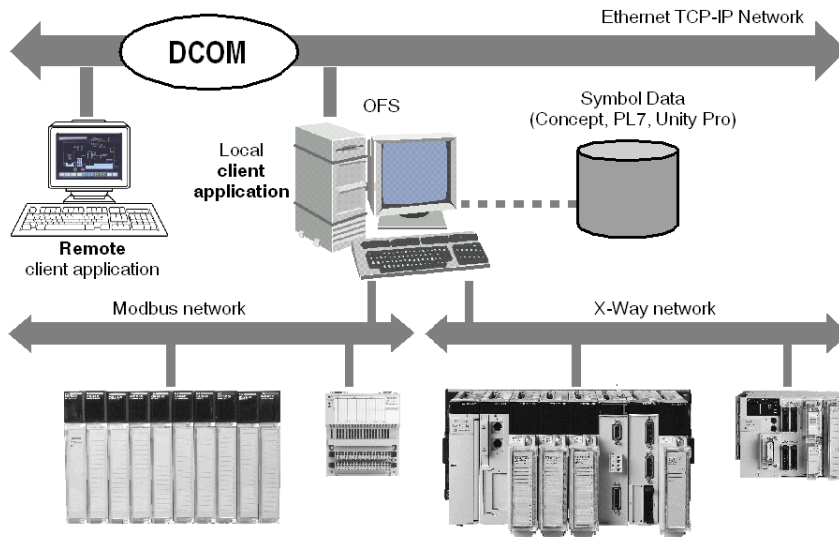 Ethernet TCP-IP Network
DCOM
OFS
Symbol Data
(Concept, PL7, Unity Pro)
Local
client
application
Remote
client application
Modbus network
X-Way network